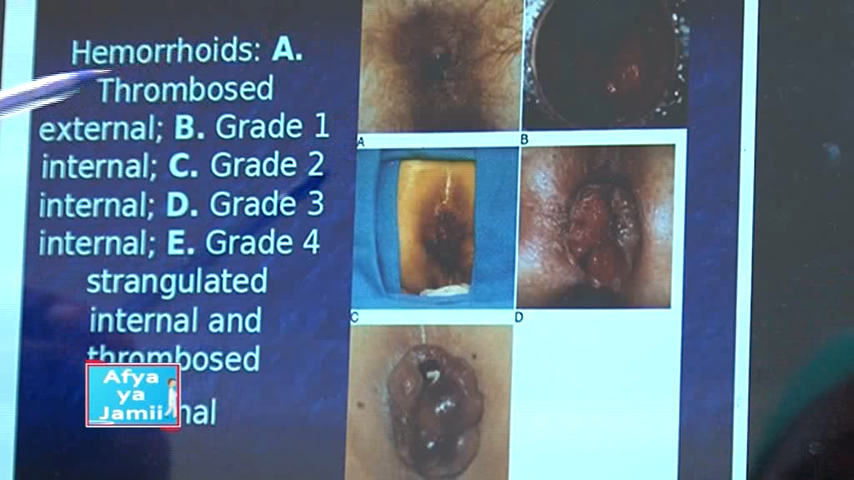 Hemorrhoids: A.
Thrombosed
external; B. Grade 1
internal; C. Grade 2
internal; D. Grade 3
internal; E. Grade 4
strangulated
internal and
thrombosed
nal
Afya
ya
Jamii
A
B
C
D